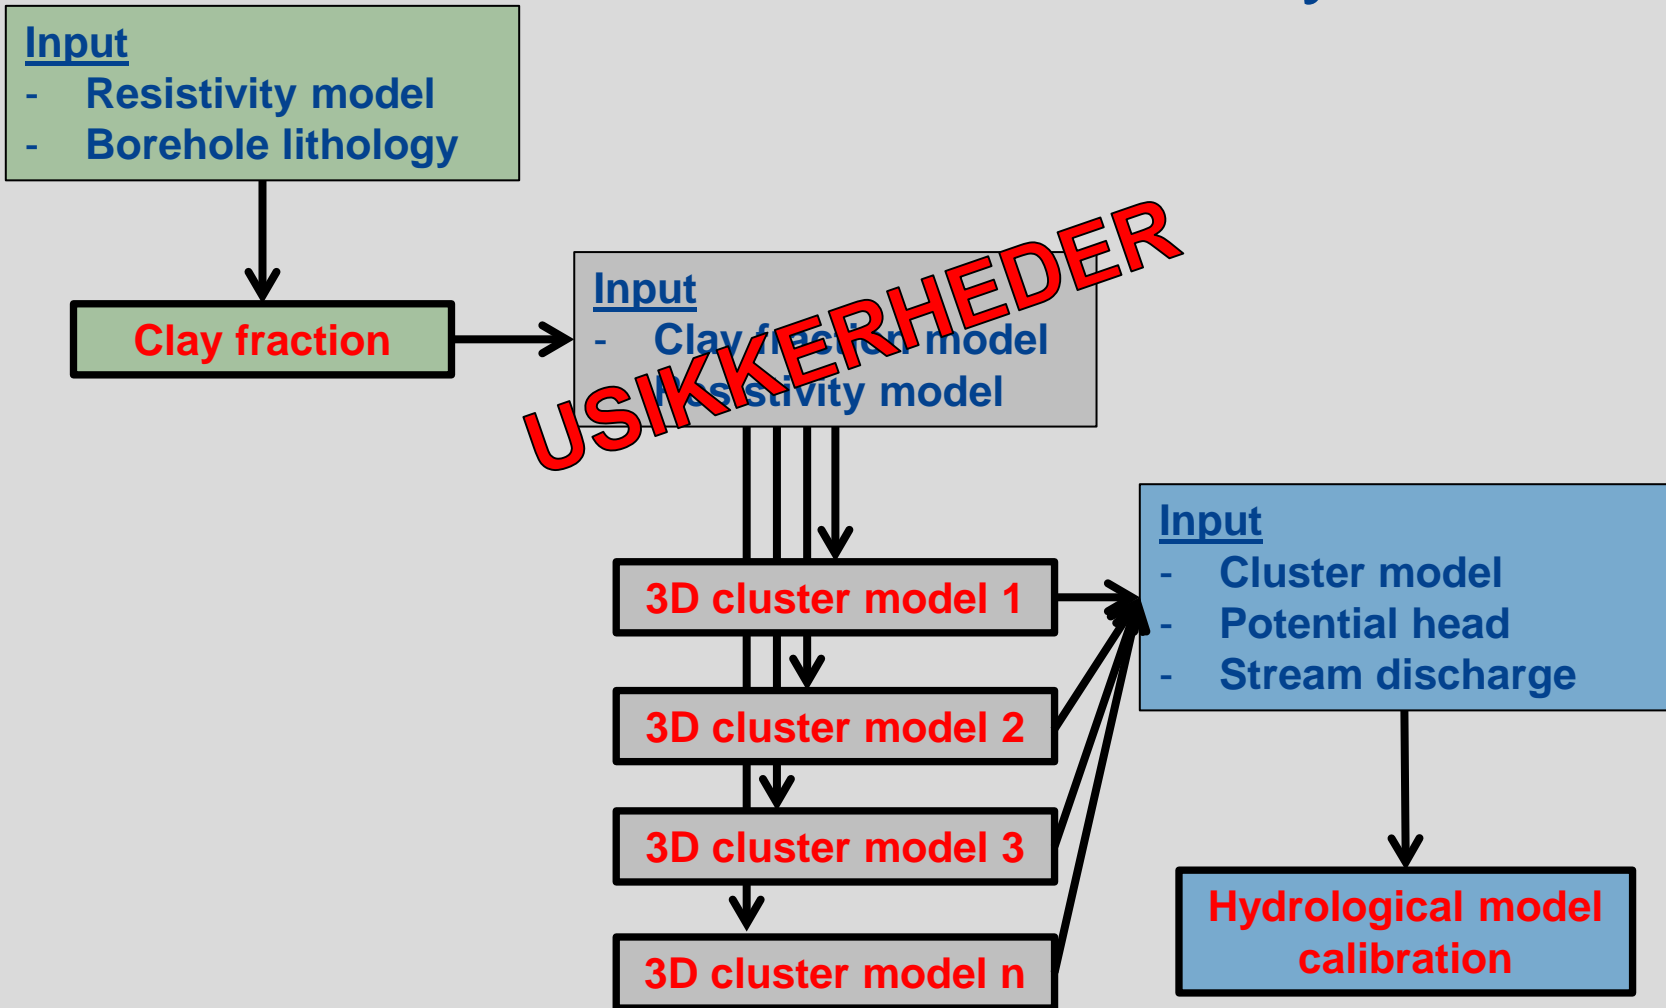 Input
- Resistivity model
- Borehole lithology
Clay fraction
Input
- Clay fraction model
Resistivity model
USIKKERHEDER
3D cluster model 1
3D cluster model 2
3D cluster model 3
3D cluster model n
Input
- Cluster model
- Potential head
- Stream discharge
Hydrological model
calibration